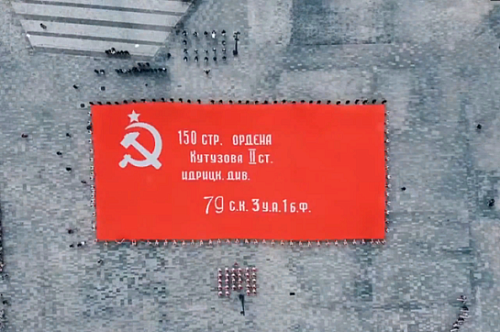 150 СТР. ОРДЕНА
КУТУЗОВА II СТ.
ИДРИЦК. ДИВ.
79 С.К. 3 У.А. 1 Б.Ф.